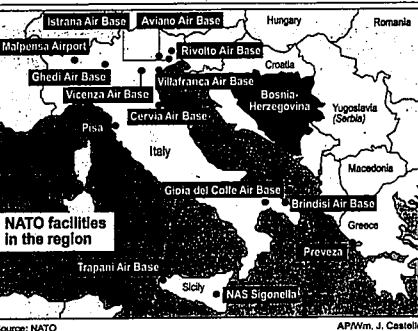 Istrana Air Base
Aviano Air Base
Hungary
Romania
Malpensa Airport
Rivolto Air Base
Croatia
Ghedi Air Base
Villafranca Air Base
Vicenza Air Base
Bosnia-
Herzegovina
Yugoslavia
(Serbia)
Cervia Air Base
Pisa
Italy
Macedonia
Gioia del Colle Air Base
Brindisi Air Base
Greece
NATO facilities
in the region
Preveza
Trapani Air Base
Sicily
NAS Sigonella
Source: NATO
AP/Wm. J. Castello